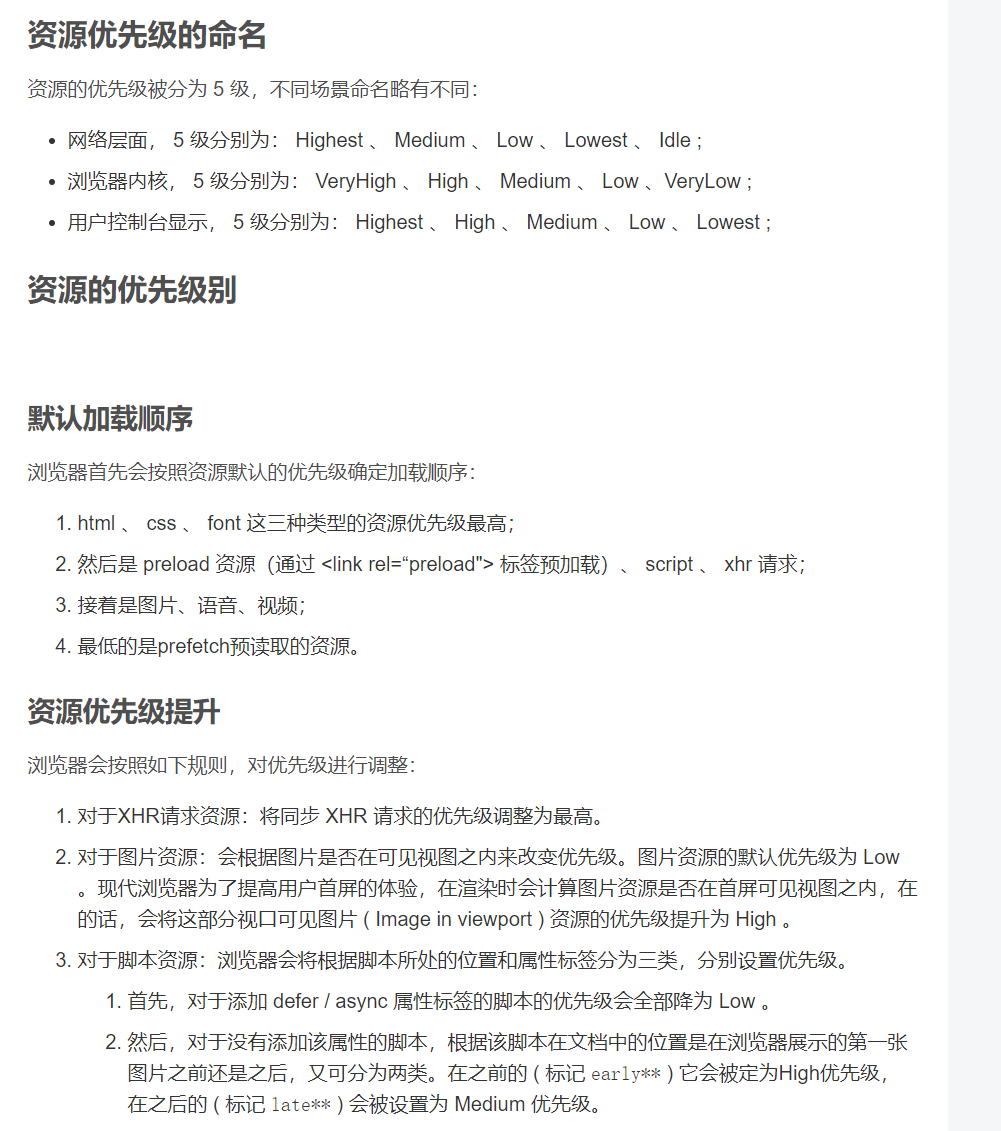 资源优先级的命名
资源的优先级被分为 5 级，不同场景命名略有不同：
• 网络层面， 5 级分别为： Highest 、 Medium 、 Low 、 Lowest 、 Idle ;
• 浏览器内核， 5 级分别为： VeryHigh 、 High 、 Medium 、 Low 、VeryLow ;
• 用户控制台显示， 5 级分别为： Highest 、 High 、 Medium 、 Low 、 Lowest ;
资源的优先级别
默认加载顺序
浏览器首先会按照资源默认的优先级确定加载顺序：
1. html 、 css 、 font 这三种类型的资源优先级最高；
2. 然后是 preload 资源（通过 <link rel=“preload"> 标签预加载）、 script 、 xhr 请求；
3. 接着是图片、语音、视频；
4. 最低的是prefetch预读取的资源。
资源优先级提升
浏览器会按照如下规则，对优先级进行调整：
1. 对于XHR请求资源：将同步 XHR 请求的优先级调整为最高。
2. 对于图片资源：会根据图片是否在可见视图之内来改变优先级。图片资源的默认优先级为 Low
。现代浏览器为了提高用户首屏的体验，在渲染时会计算图片资源是否在首屏可见视图之内，在
的话，会将这部分视口可见图片 ( Image in viewport ) 资源的优先级提升为 High 。
3. 对于脚本资源：浏览器会将根据脚本所处的位置和属性标签分为三类，分别设置优先级。
1. 首先，对于添加 defer / async 属性标签的脚本的优先级会全部降为 Low 。
2. 然后，对于没有添加该属性的脚本，根据该脚本在文档中的位置是在浏览器展示的第一张
图片之前还是之后，又可分为两类。在之前的 ( 标记 early** ) 它会被定为High优先级，
在之后的 ( 标记 late** ) 会被设置为 Medium 优先级。